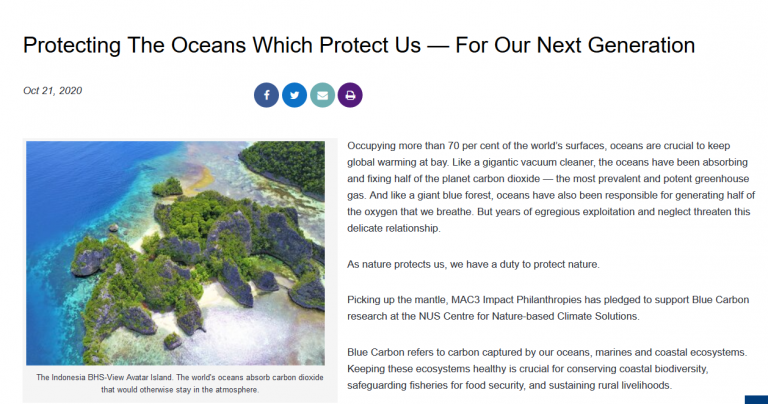 Protecting The Oceans Which Protect Us — For Our Next Generation
Oct 21, 2020
Occupying more than 70 per cent of the world's surfaces, oceans are crucial to keep
global warming at bay. Like a gigantic vacuum cleaner, the oceans have been absorbing
and fixing half of the planet carbon dioxide — the most prevalent and potent greenhouse
gas. And like a giant blue forest, oceans have also been responsible for generating half of
the oxygen that we breathe. But years of egregious exploitation and neglect threaten this
delicate relationship.
As nature protects us, we have a duty to protect nature.
Picking up the mantle, MAC3 Impact Philanthropies has pledged to support Blue Carbon
research at the NUS Centre for Nature-based Climate Solutions.
Blue Carbon refers to carbon captured by our oceans, marines and coastal ecosystems.
Keeping these ecosystems healthy is crucial for conserving coastal biodiversity,
safeguarding fisheries for food security, and sustaining rural livelihoods.
The Indonesia BHS-View Avatar Island. The world's oceans absorb carbon dioxide
that would otherwise stay in the atmosphere.